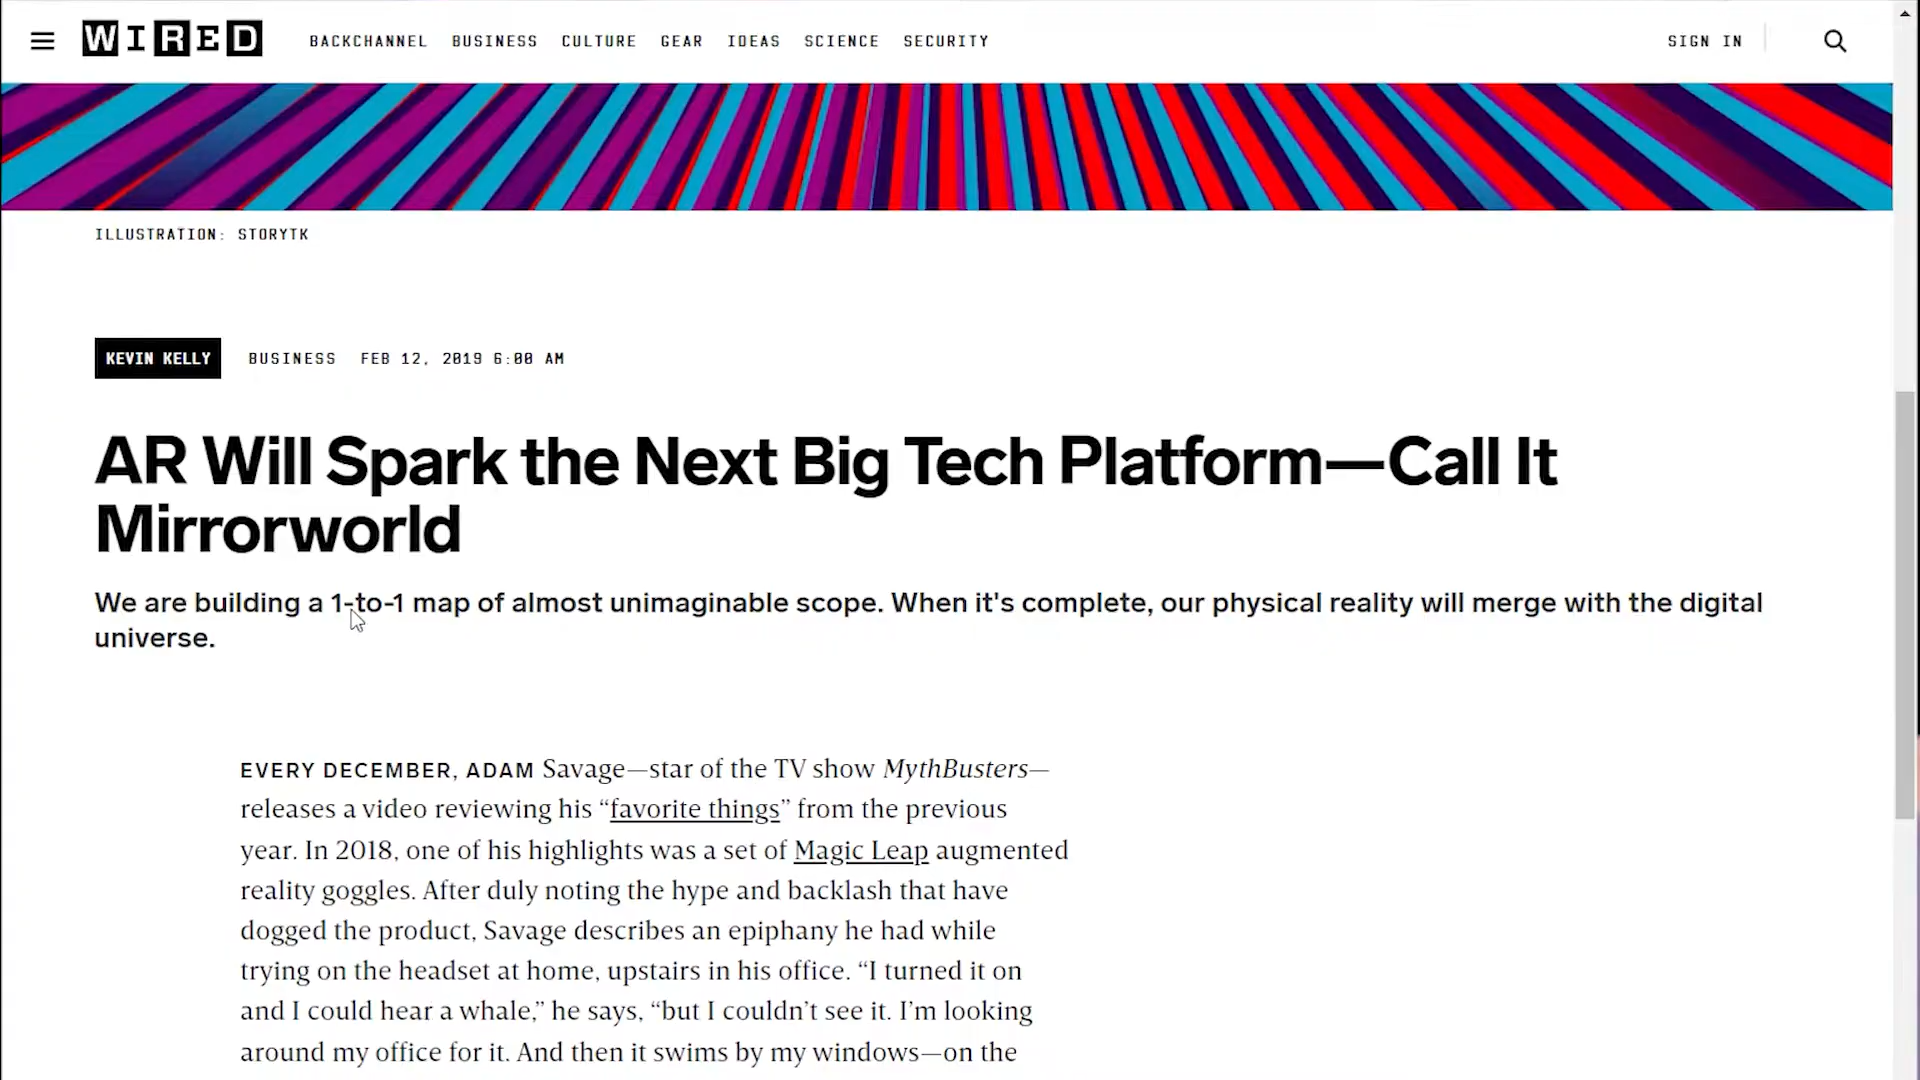 WIRED BACKCHANNEL BUSINESS CULTURE GEAR IDEAS SCIENCE SECURITY SIGN IN
ILLUSTRATION: STORYTK
KEVIN KELLY BUSINESS FEB 12, 2019 6:00 AM
AR Will Spark the Next Big Tech Platform—Call It
Mirrorworld
We are building a 1-to-1 map of almost unimaginable scope. When it's complete, our physical reality will merge with the digital
universe.
EVERY DECEMBER, ADAM Savage—star of the TV show MythBusters—
releases a video reviewing his “favorite things” from the previous
year. In 2018, one of his highlights was a set of Magic Leap augmented
reality goggles. After duly noting the hype and backlash that have
dogged the product, Savage describes an epiphany he had while
trying on the headset at home, upstairs in his office. “I turned it on
and I could hear a whale,” he says, “but I couldn’t see it. I’m looking
around my office for it. And then it swims by my windows—on the